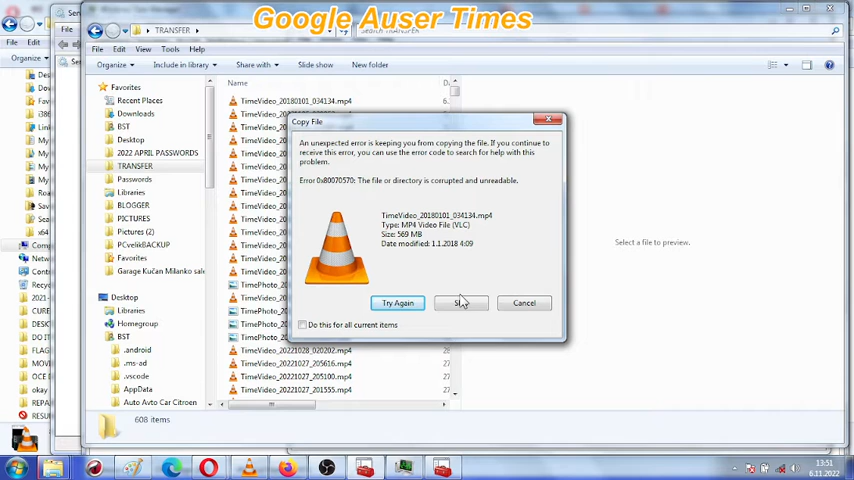 Google Auser Times
TRANSFER
File
Edit
View
Tools
Help
Organize
Include in library
Share with
Slide show
New folder
Favorites
Recent Places
Downloads
BST
Desktop
2022 APRIL PASSWORDS
TRANSFER
Passwords
Libraries
BLOGGER
PICTURES
Pictures (2)
PCvelikBACKUP
Favorites
Garage Kučan Milanko sale
Desktop
Libraries
Homegroup
BST
.android
.ms-ad
.vscode
AppData
Auto Avto Car Citroen
Name
TimeVideo_20180101_034134.mp4
TimeVideo_20221028_020202.mp4
TimeVideo_20221027_205616.mp4
TimeVideo_20221027_205100.mp4
TimeVideo_20221027_201555.mp4
Copy File
An unexpected error is keeping you from copying the file. If you continue to
receive this error, you can use the error code to search for help with this
problem.
Error 0x80070570: The file or directory is corrupted and unreadable.
TimeVideo_20180101_034134.mp4
Type: MP4 Video File (VLC)
Size: 569 MB
Date modified: 1.1.2018 4:09
Try Again
Cancel
Do this for all current items
Select a file to preview.
608 items
13:51
6.11.2022